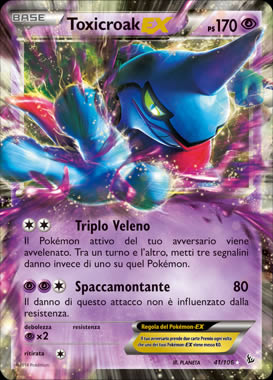 BASE
Toxicroak EX
PS170
Triplo Veleno
Il Pokémon attivo del tuo avversario viene
avvelenato. Tra un turno e l'altro, metti tre segnalini
danno invece di uno su quel Pokémon.
Spaccamontante 80
Il danno di questo attacco non è influenzato dalla
resistenza.
debolezza resistenza
×2
ritirata
Regola del Pokémon-EX
Il tuo avversario prende due carte Premio ogni volta
che uno dei tuoi Pokémon-EX viene messo KO.
Ill. PLANETA
41/106